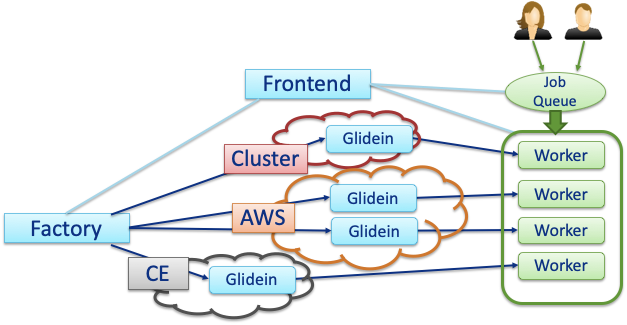 Frontend
Job
Queue
Cluster
Glidein
Worker
Glidein
Worker
AWS
Factory
Glidein
Worker
CE
Glidein
Worker